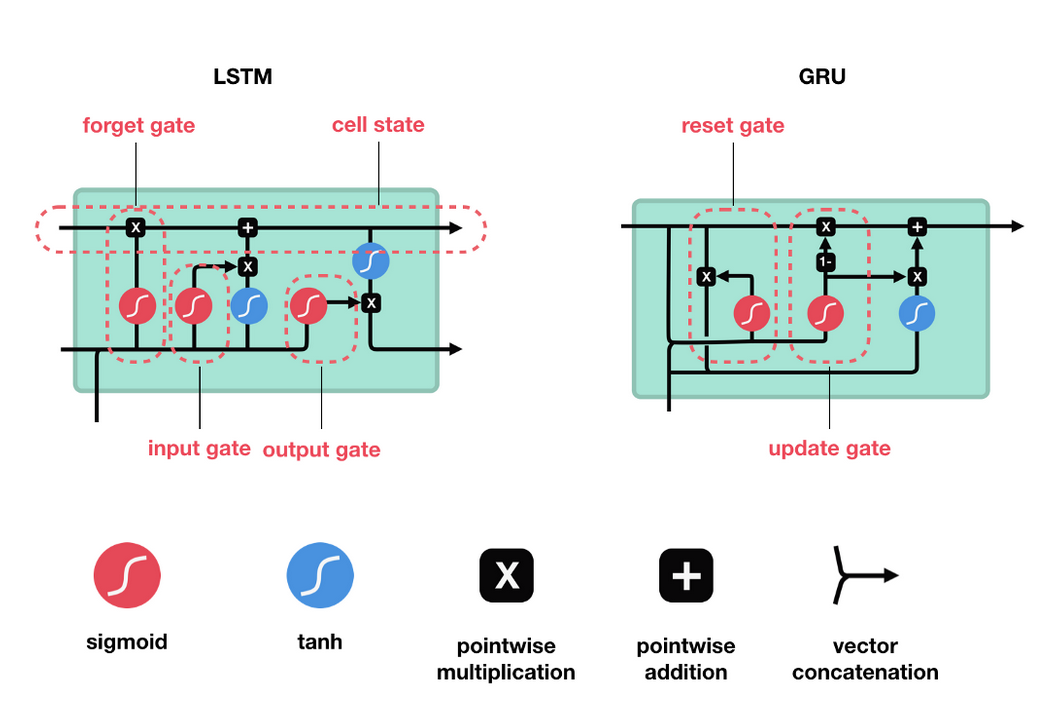 LSTM
GRU
forget gate
cell state
reset gate
X
+
X
+
X
1-
X
X
X
input gate
output gate
update gate
X
+
sigmoid
tanh
pointwise
multiplication
pointwise
addition
vector
concatenation